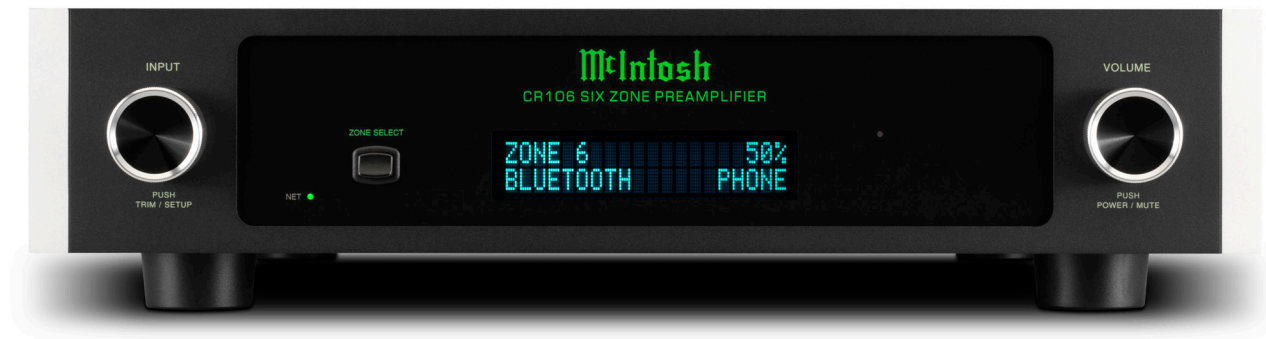 INPUT
PUSH
TRIM / SETUP
NET
ZONE SELECT
McIntosh
CR106 SIX ZONE PREAMPLIFIER
ZONE 6 50%
BLUETOOTH PHONE
VOLUME
PUSH
POWER / MUTE